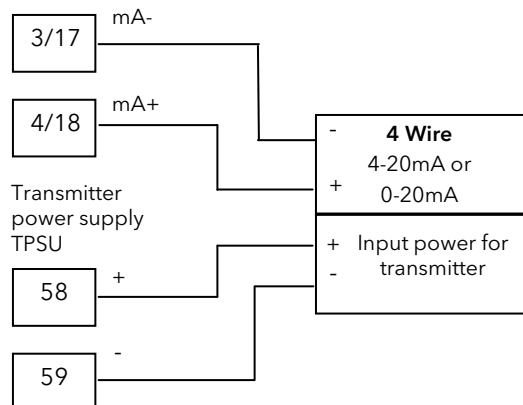 3/17
mA-
4/18
mA+
Transmitter
power supply
TPSU
58
+
59
-
-
4 Wire
4-20mA or
+
0-20mA
+
Input power for
-
transmitter